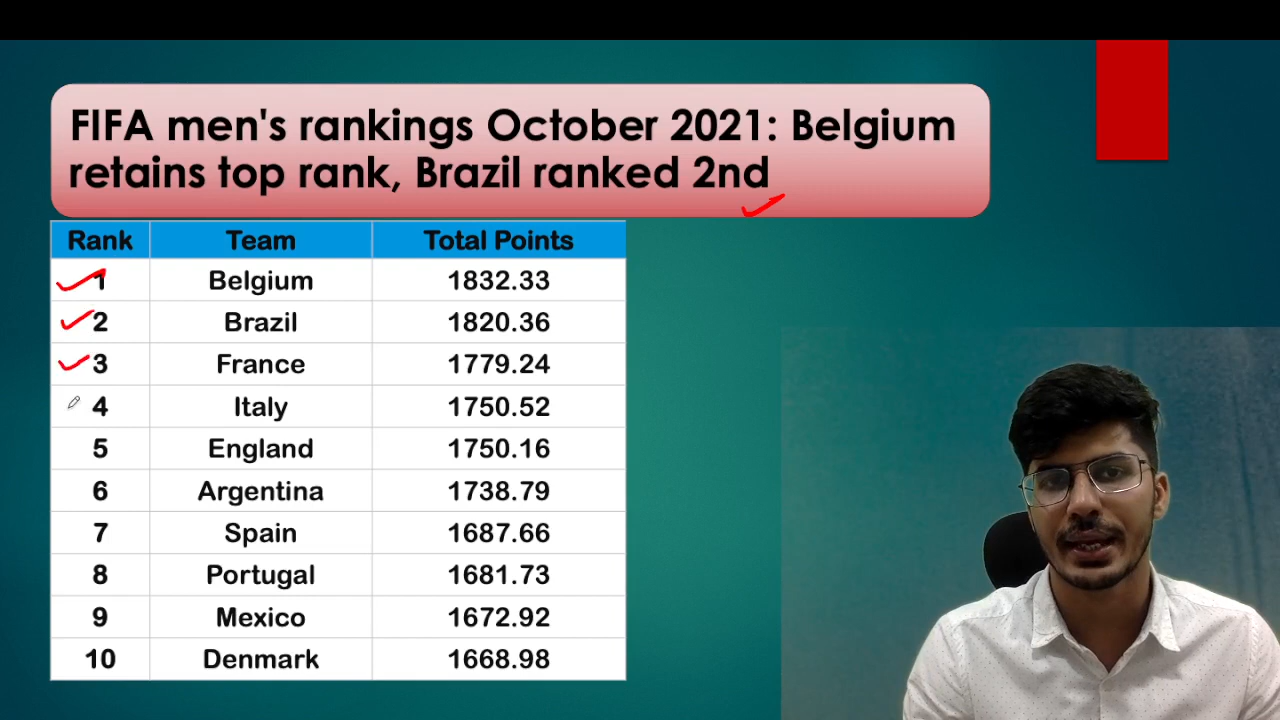 FIFA men's rankings October 2021: Belgium
retains top rank, Brazil ranked 2nd
Rank Team Total Points
1 Belgium 1832.33
2 Brazil 1820.36
3 France 1779.24
4 Italy 1750.52
5 England 1750.16
6 Argentina 1738.79
7 Spain 1687.66
8 Portugal 1681.73
9 Mexico 1672.92
10 Denmark 1668.98